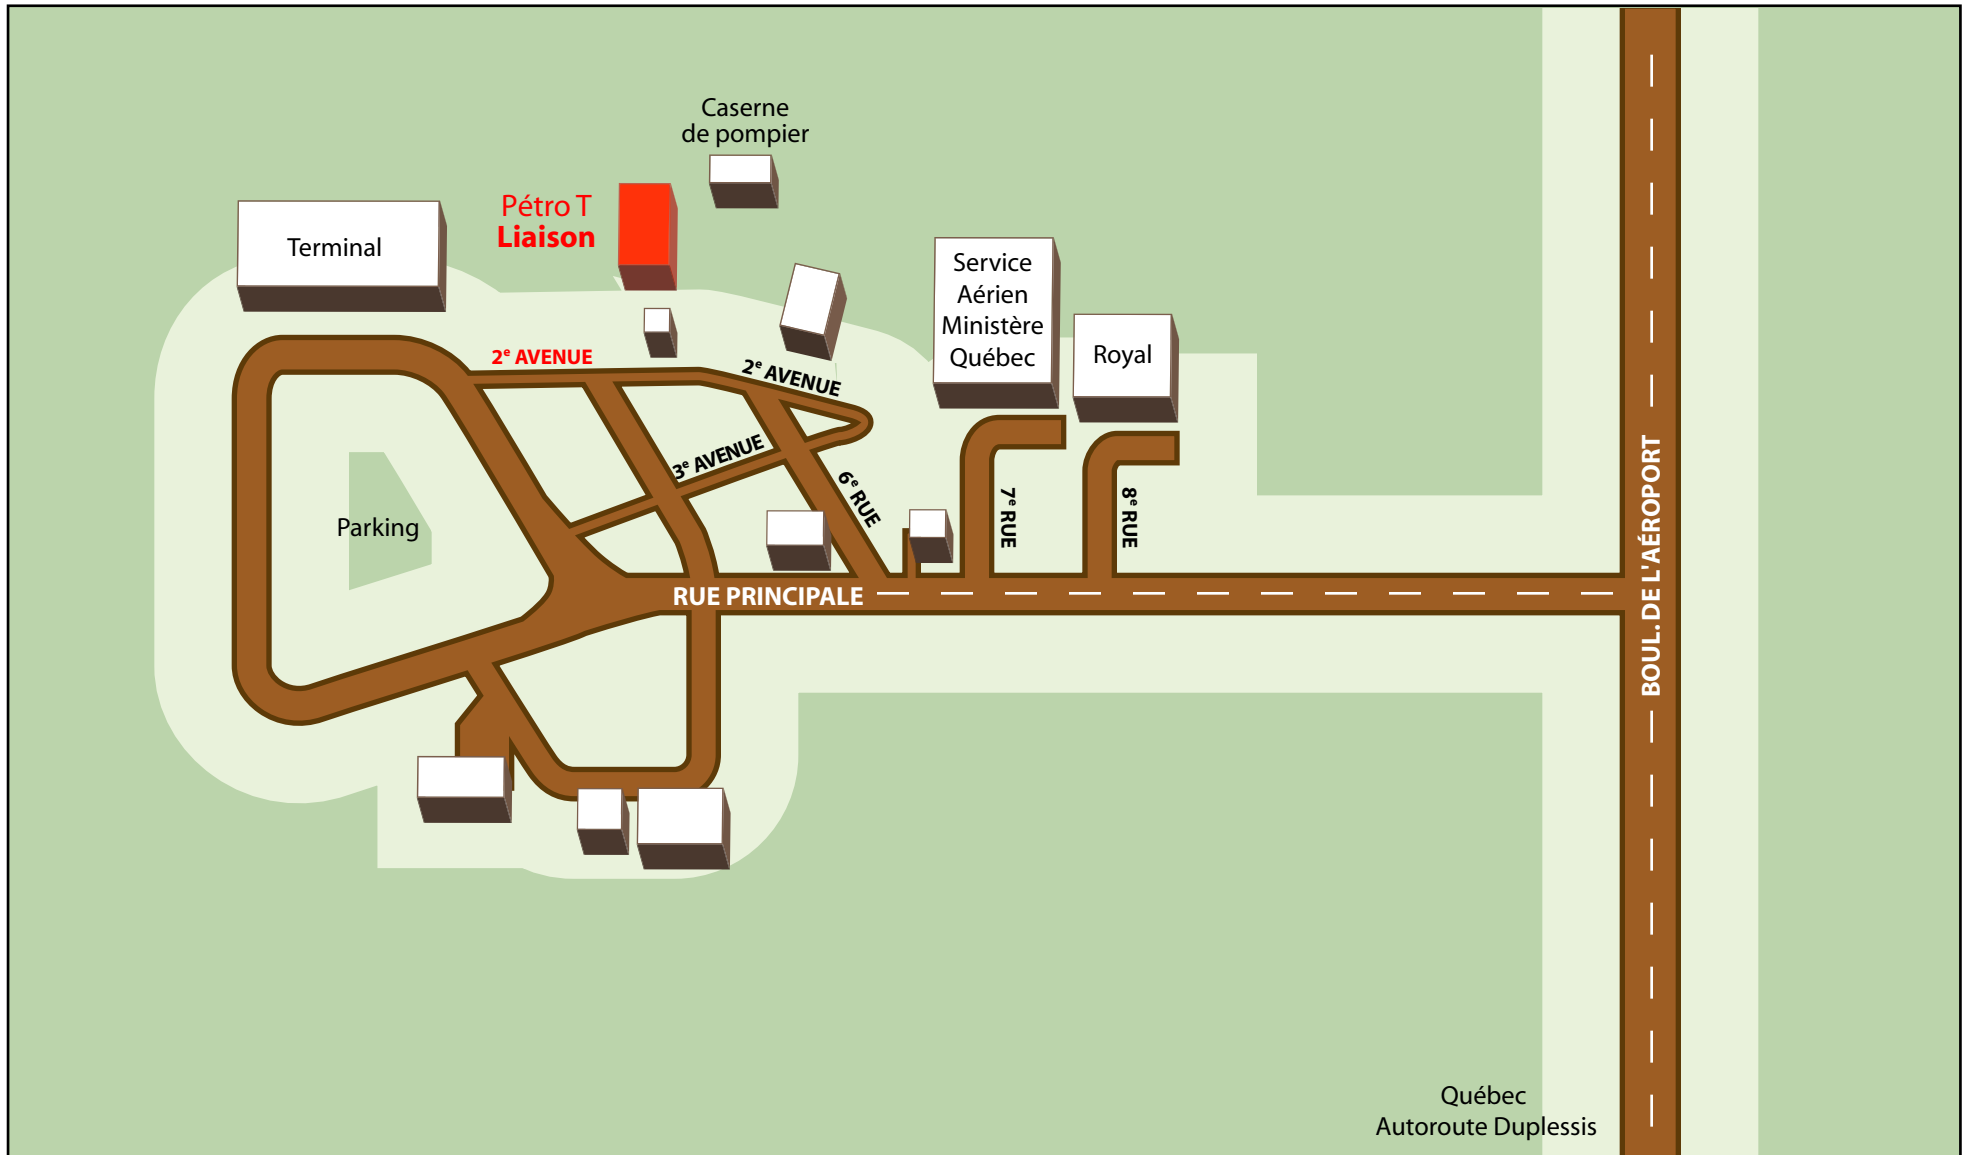 Caserne
de pompier
Pétro T
Liaison
Terminal
Service
Aérien
Ministère
Québec
Royal
2e AVENUE
2e AVENUE
3e AVENUE
6e RUE
7e RUE
8e RUE
Parking
RUE PRINCIPALE
BOUL. DE L'AÉROPORT
Québec
Autoroute Duplessis